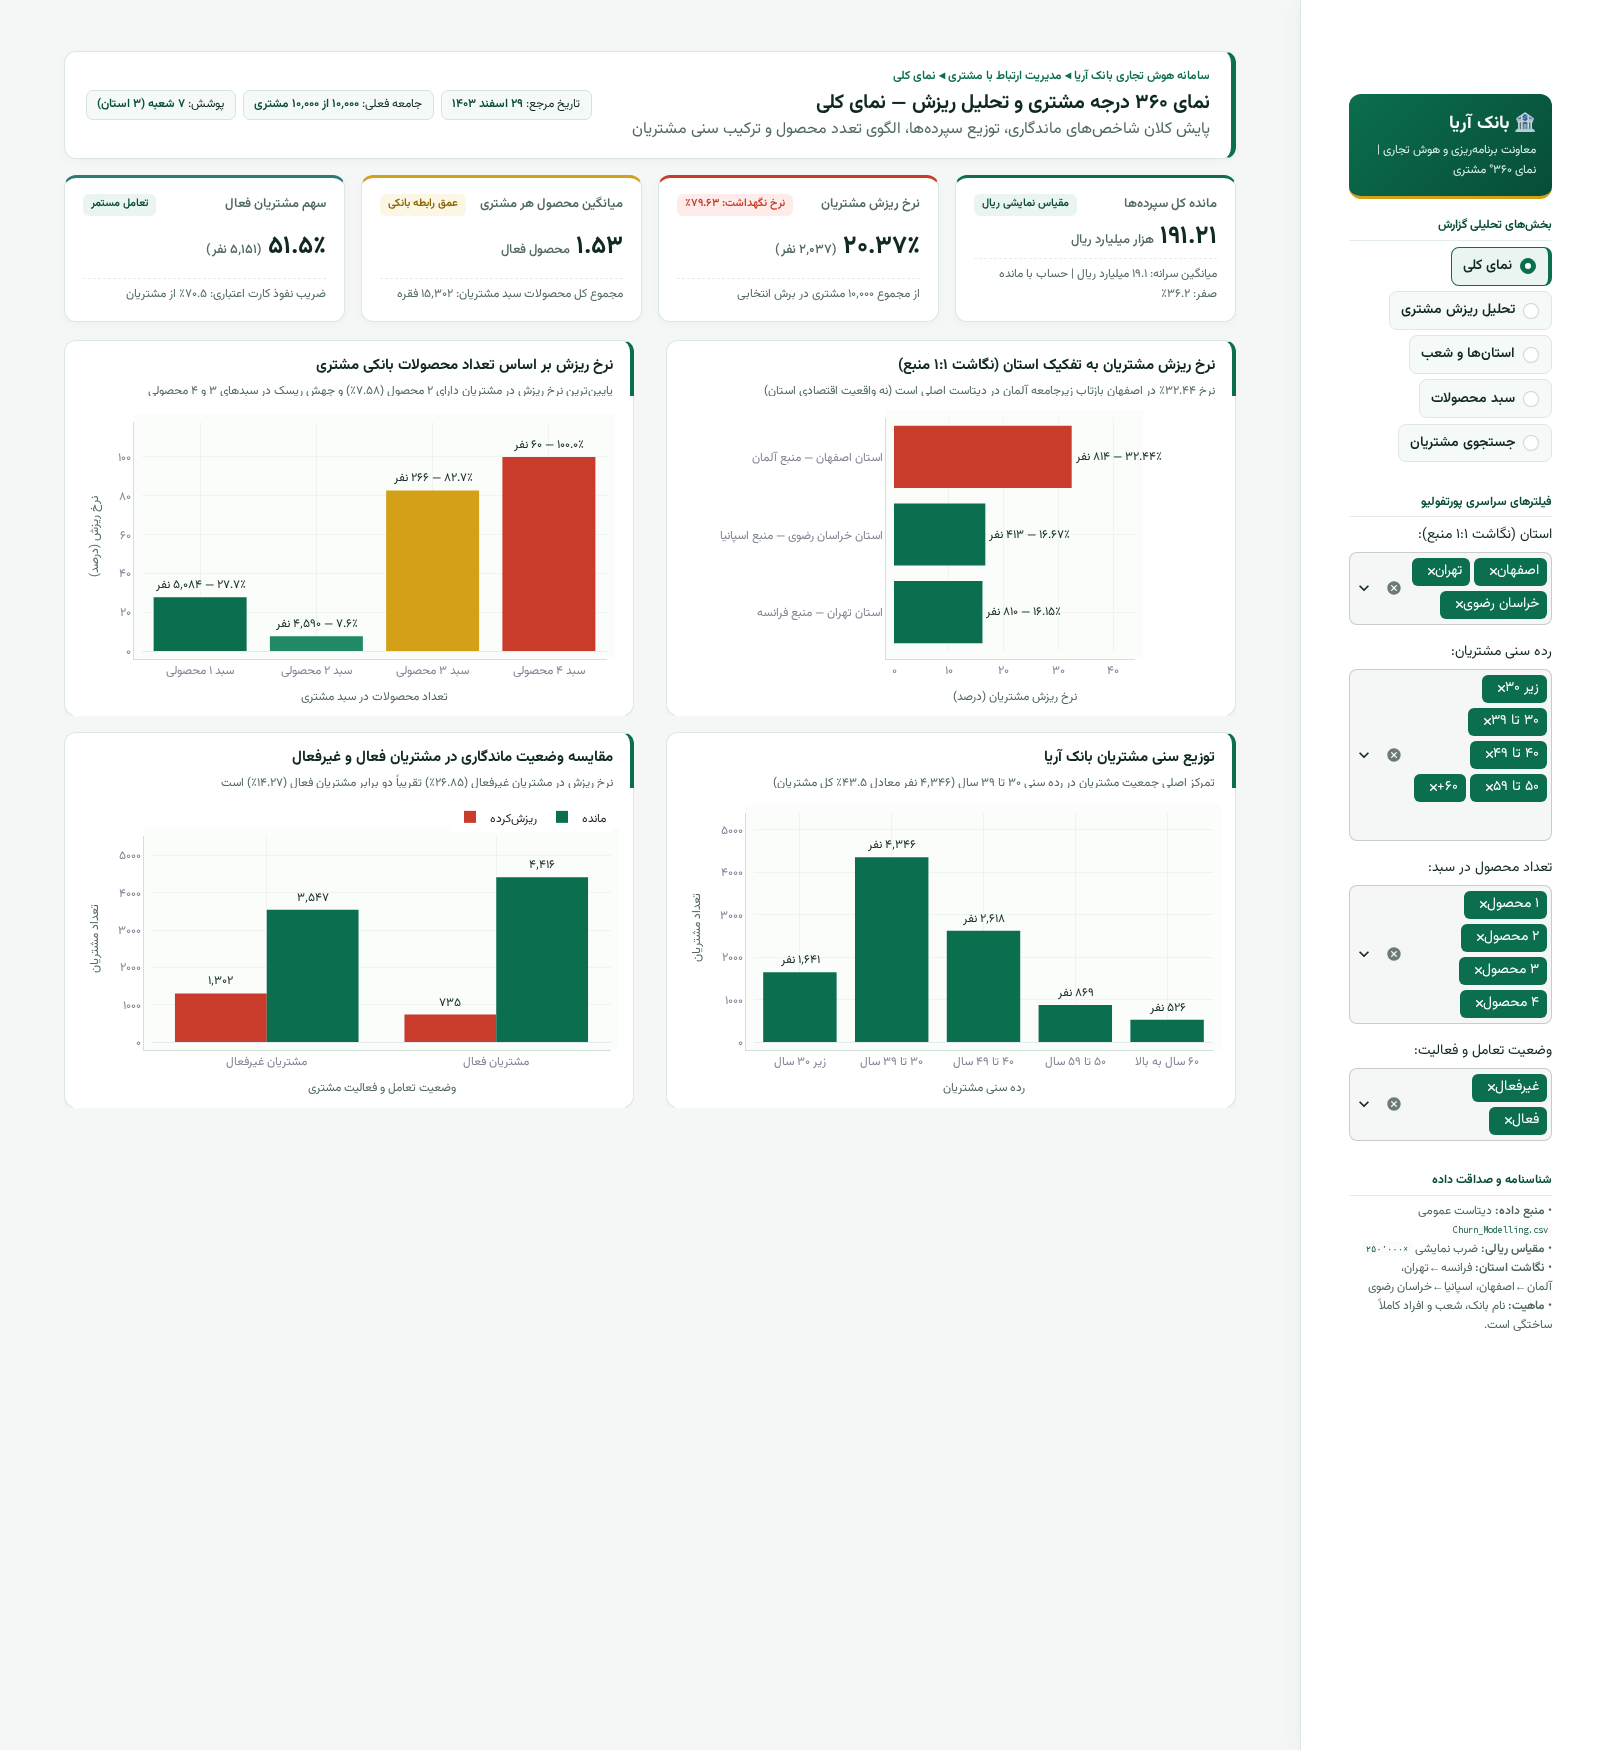 🏦 بانک آریا
معاونت برنامه‌ریزی و هوش تجاری |
نمای ۳۶۰° مشتری
بخش‌های تحلیلی گزارش
نمای کلی
تحلیل ریزش مشتری
استان‌ها و شعب
سبد محصولات
جستجوی مشتریان
فیلترهای سراسری پورتفولیو
استان (نگاشت ۱:۱ منبع):
اصفهان×
تهران×
خراسان رضوی×
رده سنی مشتریان:
زیر ۳۰×
۳۰ تا ۳۹×
۴۰ تا ۴۹×
۵۰ تا ۵۹×
۶۰+×
تعداد محصول در سبد:
۱ محصول×
۲ محصول×
۳ محصول×
۴ محصول×
وضعیت تعامل و فعالیت:
غیرفعال×
فعال×
شناسنامه و صداقت داده
• منبع داده: دیتاست عمومی
Churn_Modelling.csv
• مقیاس ریالی: ضرب نمایشی ×۲۵۰٬۰۰۰
• نگاشت استان: فرانسه←تهران،
آلمان←اصفهان، اسپانیا←خراسان رضوی
• ماهیت: نام بانک، شعب و افراد کاملاً
ساختگی است.
سامانه هوش تجاری بانک آریا ◂ مدیریت ارتباط با مشتری ◂ نمای کلی
نمای ۳۶۰ درجه مشتری و تحلیل ریزش — نمای کلی
پایش کلان شاخص‌های ماندگاری، توزیع سپرده‌ها، الگوی تعدد محصول و ترکیب سنی مشتریان
تاریخ مرجع: ۲۹ اسفند ۱۴۰۳
جامعه فعلی: ۱۰,۰۰۰ از ۱۰,۰۰۰ مشتری
پوشش: ۷ شعبه (۳ استان)
مانده کل سپرده‌ها
مقیاس نمایشی ریال
۱۹۱.۲۱ هزار میلیارد ریال
میانگین سرانه: ۱۹.۱ میلیارد ریال | حساب با مانده
صفر: ۳۶.۲٪
نرخ ریزش مشتریان
نرخ نگهداشت: ۷۹.۶۳٪
۲۰.۳۷٪ (۲,۰۳۷ نفر)
از مجموع ۱۰,۰۰۰ مشتری در برش انتخابی
میانگین محصول هر مشتری
عمق رابطه بانکی
۱.۵۳ محصول فعال
مجموع کل محصولات سبد مشتریان: ۱۵,۳۰۲ فقره
سهم مشتریان فعال
تعامل مستمر
۵۱.۵٪ (۵,۱۵۱ نفر)
ضریب نفوذ کارت اعتباری: ۷۰.۵٪ از مشتریان
نرخ ریزش مشتریان به تفکیک استان (نگاشت ۱:۱ منبع)
نرخ ۳۲.۴۴٪ در اصفهان بازتاب زیرجامعه آلمان در دیتاست اصلی است (نه واقعیت اقتصادی استان)
استان اصفهان — منبع آلمان
۳۲.۴۴٪ — ۸۱۴ نفر
استان خراسان رضوی — منبع اسپانیا
۱۶.۶۷٪ — ۴۱۳ نفر
استان تهران — منبع فرانسه
۱۶.۱۵٪ — ۸۱۰ نفر
۰ ۱۰ ۲۰ ۳۰ ۴۰
نرخ ریزش مشتریان (درصد)
نرخ ریزش بر اساس تعداد محصولات بانکی مشتری
پایین‌ترین نرخ ریزش در مشتریان دارای ۲ محصول (۷.۵۸٪) و جهش ریسک در سبدهای ۳ و ۴ محصولی
نرخ ریزش (درصد)
۱۰۰
۸۰
۶۰
۴۰
۲۰
۰
۲۷.۷٪ — ۵,۰۸۴ نفر
۷.۶٪ — ۴,۵۹۰ نفر
۸۲.۷٪ — ۲۶۶ نفر
۱۰۰.۰٪ — ۶۰ نفر
سبد ۱ محصولی
سبد ۲ محصولی
سبد ۳ محصولی
سبد ۴ محصولی
تعداد محصولات در سبد مشتری
توزیع سنی مشتریان بانک آریا
تمرکز اصلی جمعیت مشتریان در رده سنی ۳۰ تا ۳۹ سال (۴,۳۴۶ نفر معادل ۴۳.۵٪ کل مشتریان)
تعداد مشتریان
۵۰۰۰
۴۰۰۰
۳۰۰۰
۲۰۰۰
۱۰۰۰
۰
۱,۶۴۱ نفر
۴,۳۴۶ نفر
۲,۶۱۸ نفر
۸۶۹ نفر
۵۲۶ نفر
زیر ۳۰ سال
۳۰ تا ۳۹ سال
۴۰ تا ۴۹ سال
۵۰ تا ۵۹ سال
۶۰ سال به بالا
رده سنی مشتریان
مقایسه وضعیت ماندگاری در مشتریان فعال و غیرفعال
نرخ ریزش در مشتریان غیرفعال (۲۶.۸۵٪) تقریباً دو برابر مشتریان فعال (۱۴.۲۷٪) است
مانده
ریزش‌کرده
تعداد مشتریان
۵۰۰۰
۴۰۰۰
۳۰۰۰
۲۰۰۰
۱۰۰۰
۰
۱,۳۰۲
۳,۵۴۷
۷۳۵
۴,۴۱۶
مشتریان غیرفعال
مشتریان فعال
وضعیت تعامل و فعالیت مشتری